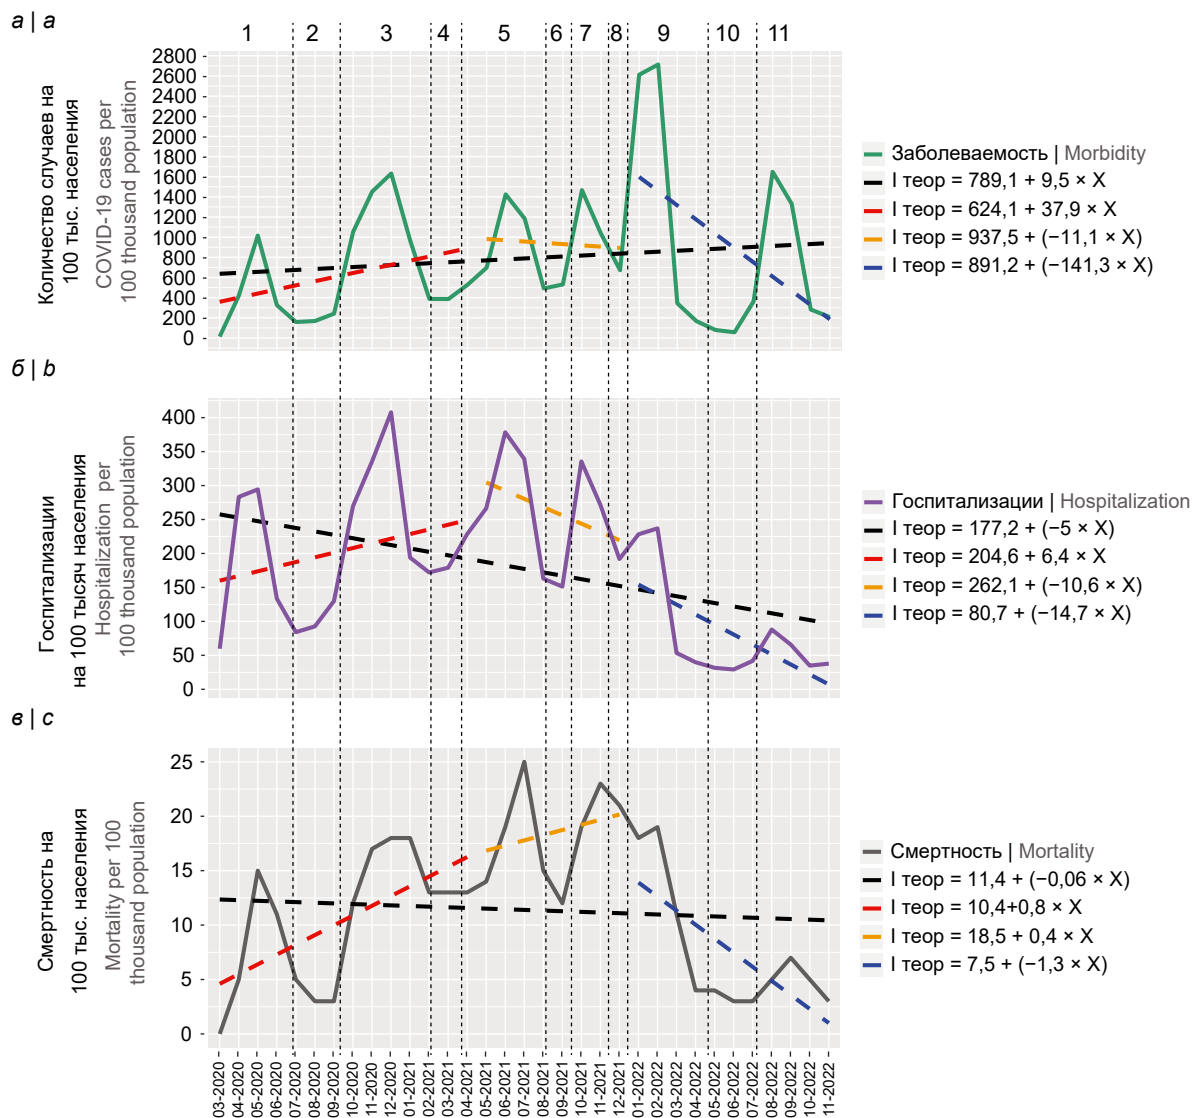 а | a
1 2 3 4 5 6 7 8 9 10 11
Количество случаев на
100 тыс. населения
COVID-19 cases per
100 thousand population
2800
2600
2400
2200
2000
1800
1600
1400
1200
1000
800
600
400
200
0
Заболеваемость | Morbidity
I теор = 789,1 + 9,5 × X
I теор = 624,1 + 37,9 × X
I теор = 937,5 + (−11,1 × X)
I теор = 891,2 + (−141,3 × X)
б | b
Госпитализации
на 100 тысяч населения
Hospitalization per
100 thousand population
400
350
300
250
200
150
100
50
0
Госпитализации | Hospitalization
I теор = 177,2 + (−5 × X)
I теор = 204,6 + 6,4 × X
I теор = 262,1 + (−10,6 × X)
I теор = 80,7 + (−14,7 × X)
в | c
Смертность на
100 тыс. населения
Mortality per 100
thousand population
25
20
15
10
5
0
Смертность | Mortality
I теор = 11,4 + (−0,06 × X)
I теор = 10,4+0,8 × X
I теор = 18,5 + 0,4 × X
I теор = 7,5 + (−1,3 × X)
03-2020
04-2020
05-2020
06-2020
07-2020
08-2020
09-2020
10-2020
11-2020
12-2020
01-2021
02-2021
03-2021
04-2021
05-2021
06-2021
07-2021
08-2021
09-2021
10-2021
11-2021
12-2021
01-2022
02-2022
03-2022
04-2022
05-2022
06-2022
07-2022
08-2022
09-2022
10-2022
11-2022